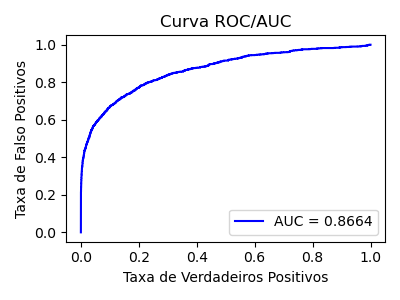 Curva ROC/AUC
Taxa de Falso Positivos
1.0
0.8
0.6
0.4
0.2
0.0
AUC = 0.8664
0.0 0.2 0.4 0.6 0.8 1.0
Taxa de Verdadeiros Positivos